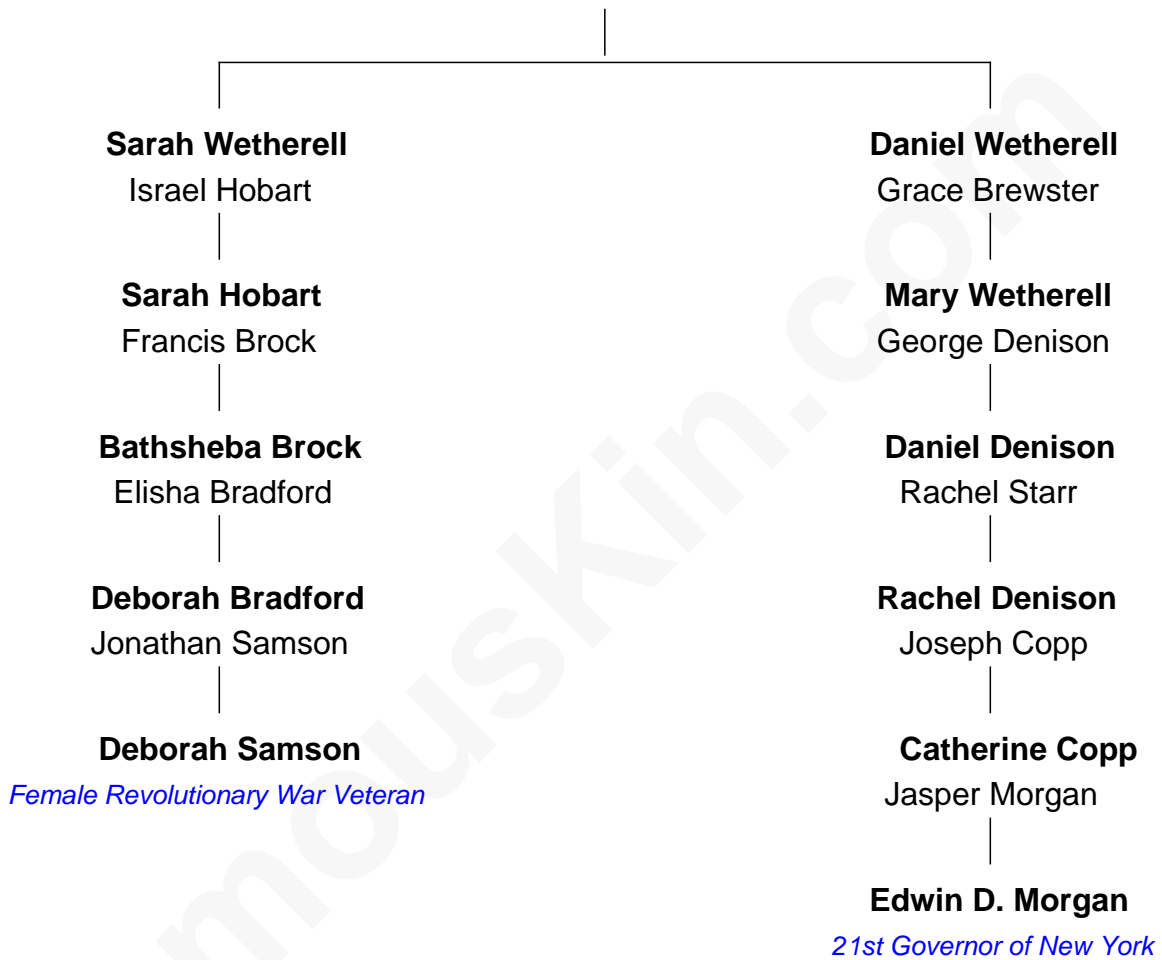 Sarah Wetherell
Israel Hobart
Daniel Wetherell
Grace Brewster
Sarah Hobart
Francis Brock
Mary Wetherell
George Denison
Bathsheba Brock
Elisha Bradford
Daniel Denison
Rachel Starr
Deborah Bradford
Jonathan Samson
Rachel Denison
Joseph Copp
Deborah Samson
Female Revolutionary War Veteran
Catherine Copp
Jasper Morgan
Edwin D. Morgan
21st Governor of New York
mousKin.com